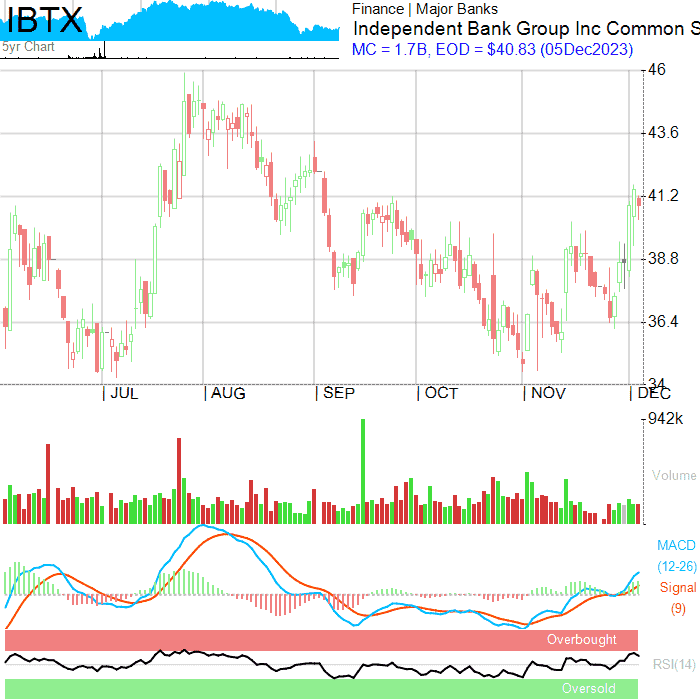 IBTX
5yr Chart
Finance | Major Banks
Independent Bank Group Inc Common S
MC = 1.7B, EOD = $40.83 (05Dec2023)
46
43.6
41.2
38.8
36.4
34
| JUL | AUG | SEP | OCT | NOV | DEC
942k
Volume
MACD
(12-26)
Signal
(9)
Overbought
RSI(14)
Oversold